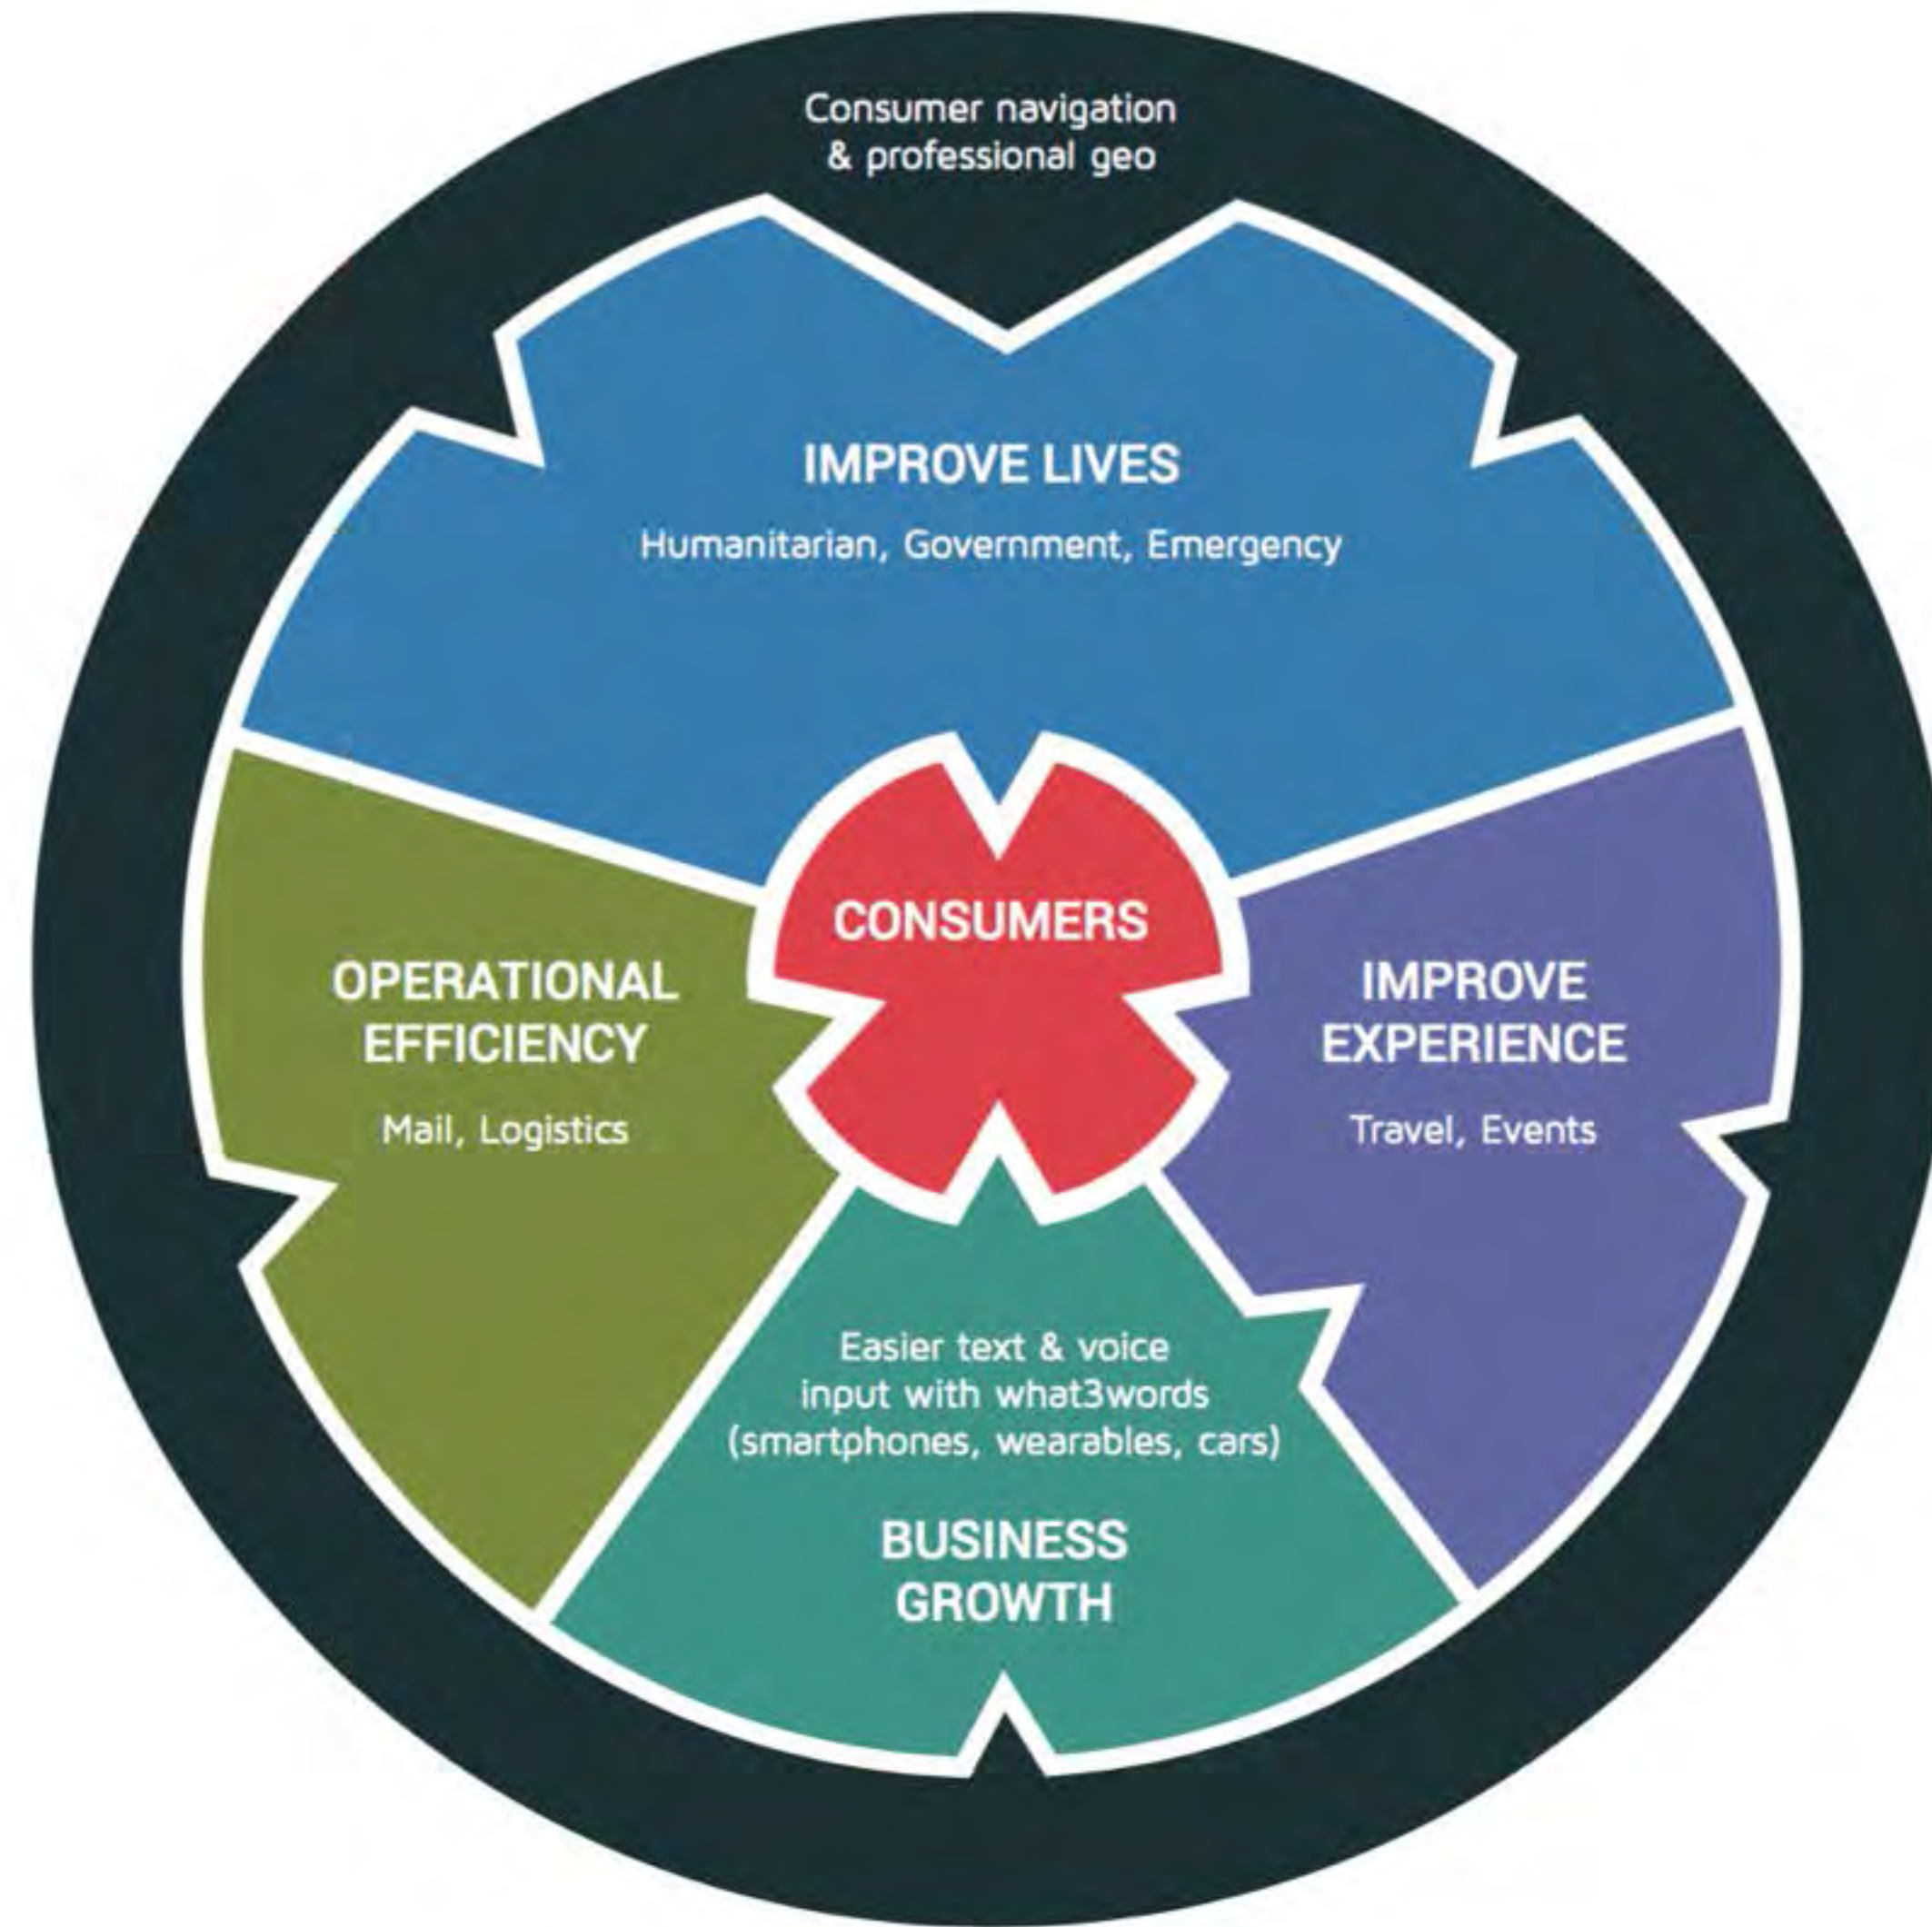 Consumer navigation
& professional geo
IMPROVE LIVES
Humanitarian, Government, Emergency
CONSUMERS
OPERATIONAL
EFFICIENCY
Mail, Logistics
IMPROVE
EXPERIENCE
Travel, Events
Easier text & voice
input with what3words
(smartphones, wearables, cars)
BUSINESS
GROWTH